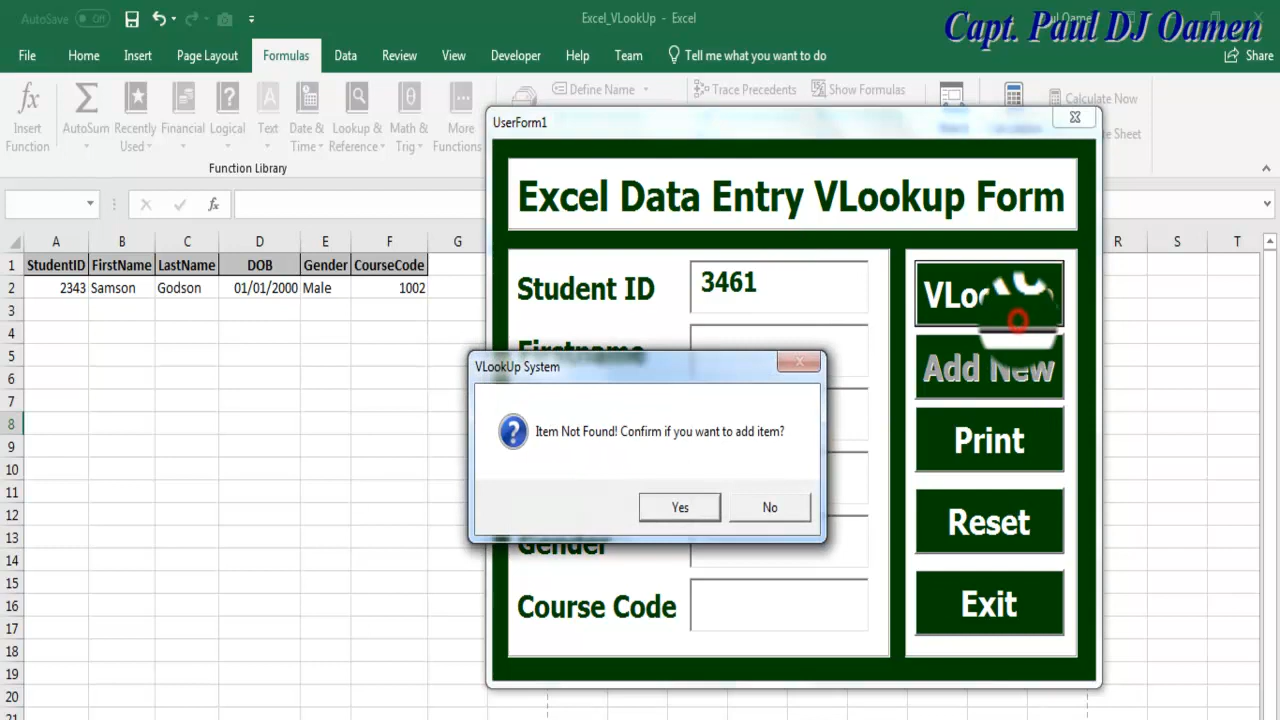 AutoSave Off
Excel_VLookUp - Excel
Capt. Paul DJ Oamen
File Home Insert Page Layout Formulas Data Review View Developer Help Team Tell me what you want to do
Share
Insert Function
AutoSum
Recently Used
Financial
Logical
Text
Date & Time
Lookup & Reference
Math & Trig
More Functions
Function Library
Define Name
Trace Precedents
Show Formulas
Calculate Now
Sheet
fx
A B C D E F G R S T
1 StudentID FirstName LastName DOB Gender CourseCode
2 2343 Samson Godson 01/01/2000 Male 1002
3
4
5
6
7
8
9
10
11
12
13
14
15
16
17
18
19
20
21
UserForm1
Excel Data Entry VLookup Form
Student ID 3461
Firstname
Gender
Course Code
VLoo
Add New
Print
Reset
Exit
VLookUp System
Item Not Found! Confirm if you want to add item?
Yes No